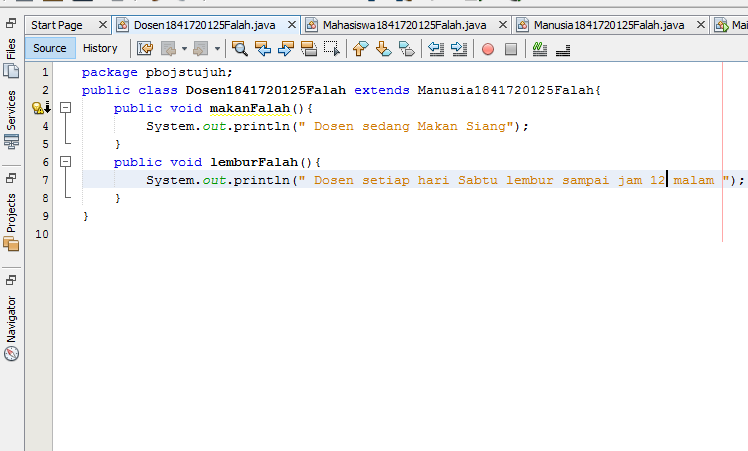 Start Page
Dosen1841720125Falah.java
Mahasiswa1841720125Falah.java
Manusia1841720125Falah.java
Source History
Files
Services
Projects
Navigator
1 package pbojstujuh;
2 public class Dosen1841720125Falah extends Manusia1841720125Falah{
public void makanFalah(){
4 System.out.println(" Dosen sedang Makan Siang");
5 }
6 public void lemburFalah(){
7 System.out.println(" Dosen setiap hari Sabtu lembur sampai jam 12 malam ");
8 }
9 }
10